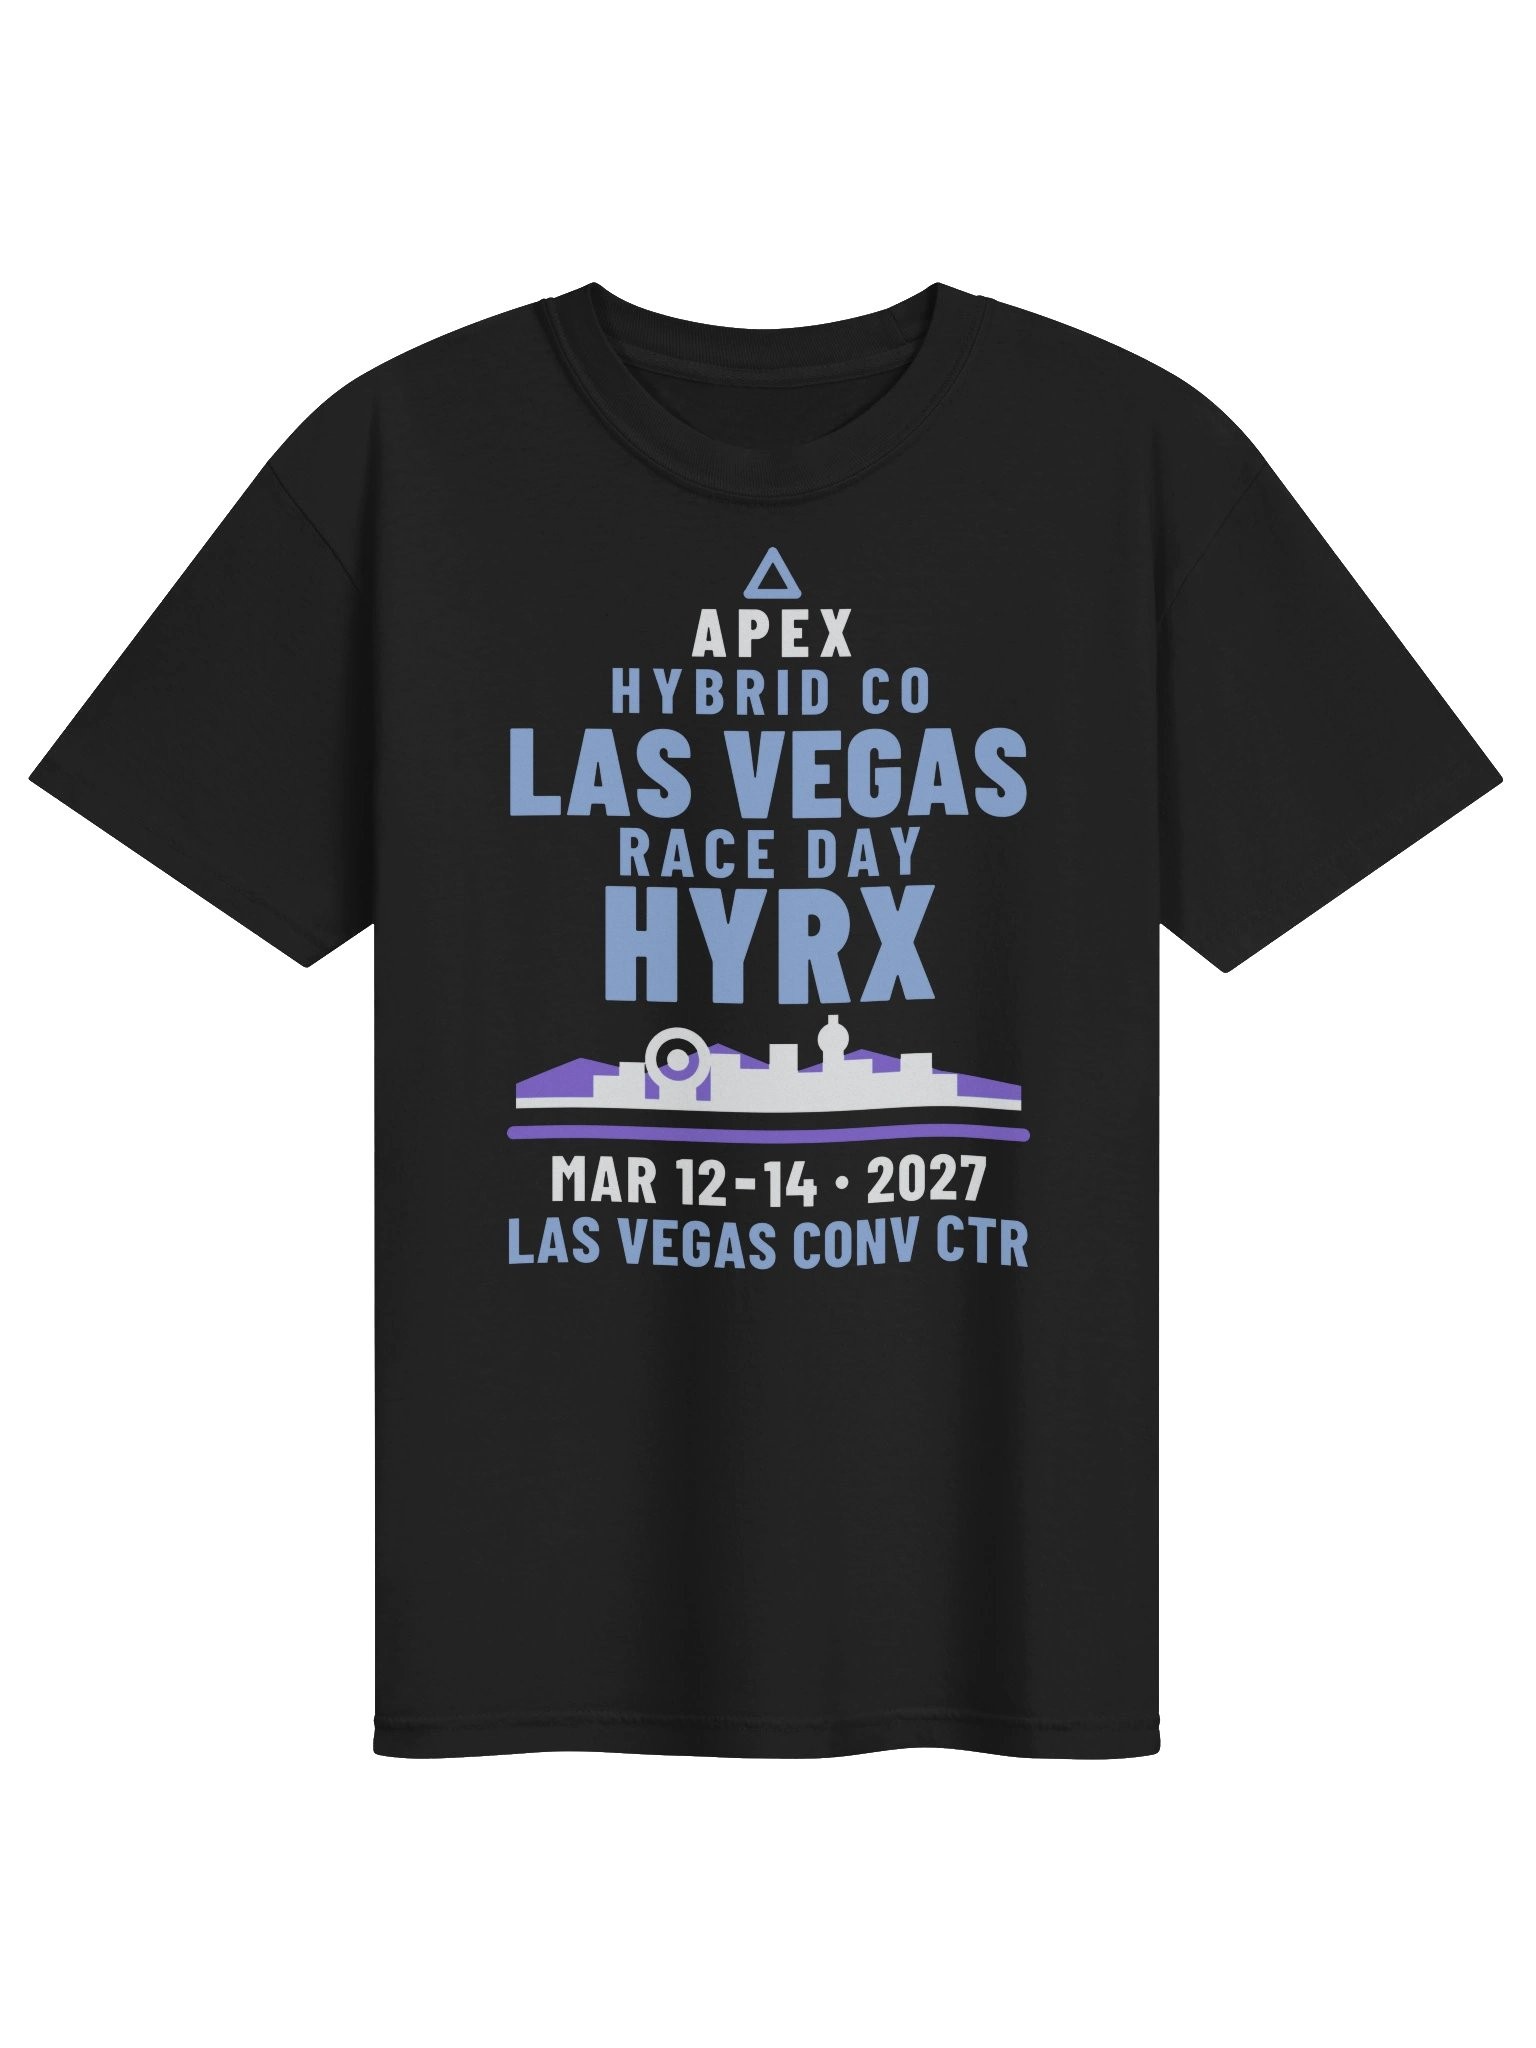 APEX
HYBRID CO
LAS VEGAS
RACE DAY
HYRX
MAR 12-14 • 2027
LAS VEGAS CONV CTR